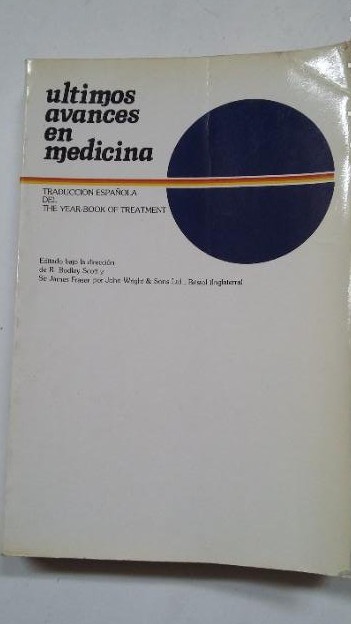 ultimos
avances
en
medicina
TRADUCCION ESPAÑOLA
DEL
THE YEAR-BOOK OF TREATMENT
Editado bajo la dirección
de R. Bodley Scott y
Sir James Fraser por John Wright & Sons Ltd., Bristol (Inglaterra)